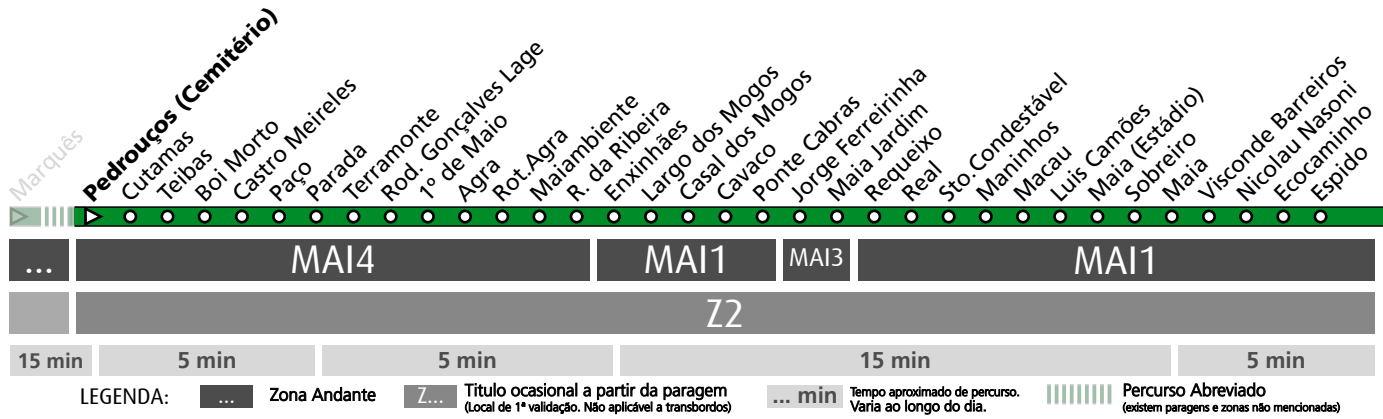 Marquês
Pedrouços (Cemitério)
Cutamas
Teibas
Boi Morto
Castro Meireles
Paço
Parada
Terramonte
Rod. Gonçalves Lage
1º de Maio
Agra
Rot.Agra
Maiambiente
R. da Ribeira
Enxinhães
Largo dos Mogos
Casal dos Mogos
Cavaco
Ponte Cabras
Jorge Ferreirinha
Maia Jardim
Requeixo
Real
Sto.Condestável
Maninhos
Macau
Luis Camões
Maia (Estádio)
Sobreiro
Maia
Visconde Barreiros
Nicolau Nasoni
Ecocaminho
Espido
... MAI4 MAI1 MAI3 MAI1
Z2
15 min 5 min 5 min 15 min 5 min
LEGENDA:
... Zona Andante
Z... Titulo ocasional a partir da paragem
(Local de 1ª validação. Não aplicável a transbordos)
... min Tempo aproximado de percurso.
Varia ao longo do dia.
Percurso Abreviado
(existem paragens e zonas não mencionadas)